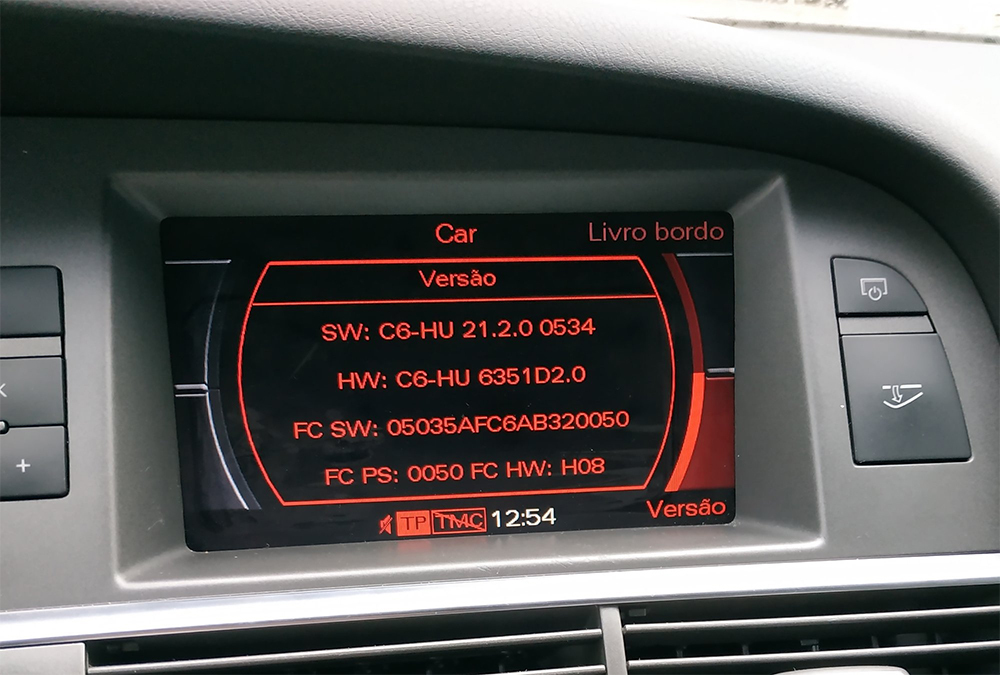 Car
Livro bordo
Versão
SW: C6-HU 21.2.0 0534
HW: C6-HU 6351D2.0
FC SW: 05035AFC6AB320050
FC PS: 0050 FC HW: H08
Versão
TP TMC 12:54
+